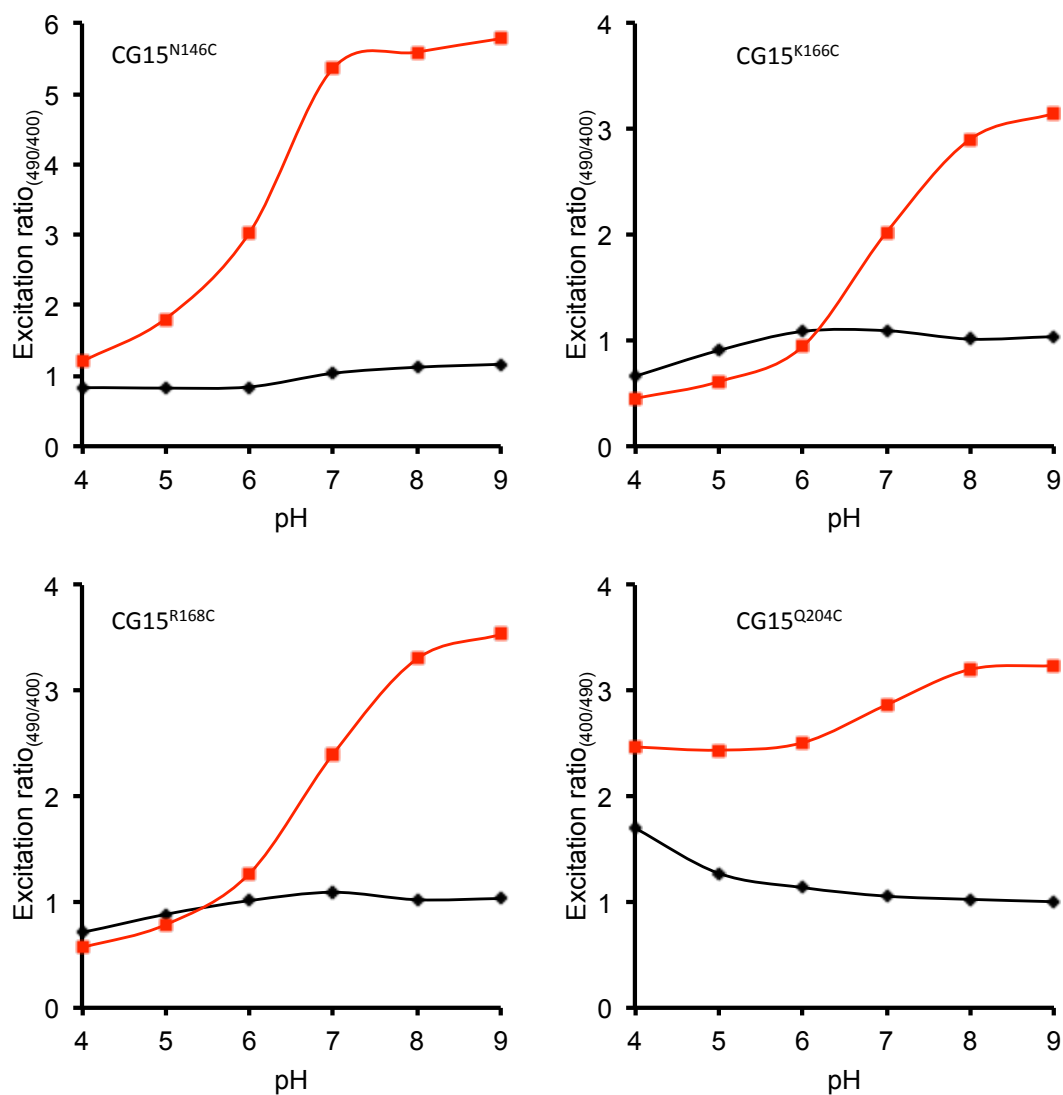 CG15N146C
Excitation ratio(490/400)
6
5
4
3
2
1
0
4 5 6 7 8 9
pH
CG15K166C
Excitation ratio(490/400)
4
3
2
1
0
4 5 6 7 8 9
pH
CG15R168C
Excitation ratio(490/400)
4
3
2
1
0
4 5 6 7 8 9
pH
CG15Q204C
Excitation ratio(400/490)
4
3
2
1
0
4 5 6 7 8 9
pH